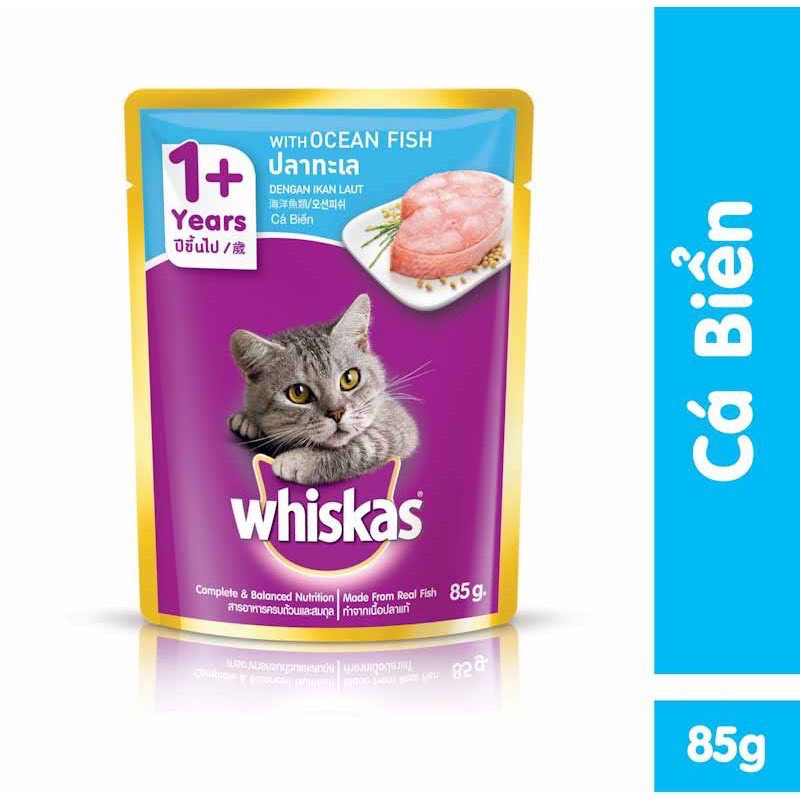 1+
Years
ปีขึ้นไป /歲
WITH OCEAN FISH
ปลาทะเล
DENGAN IKAN LAUT
海洋魚類/오션피쉬
Cá Biển
whiskas®
Complete & Balanced Nutrition
สารอาหารครบถ้วนและสมดุล
Made From Real Fish
ทำจากเนื้อปลาแท้
85g.
Cá Biển
85g